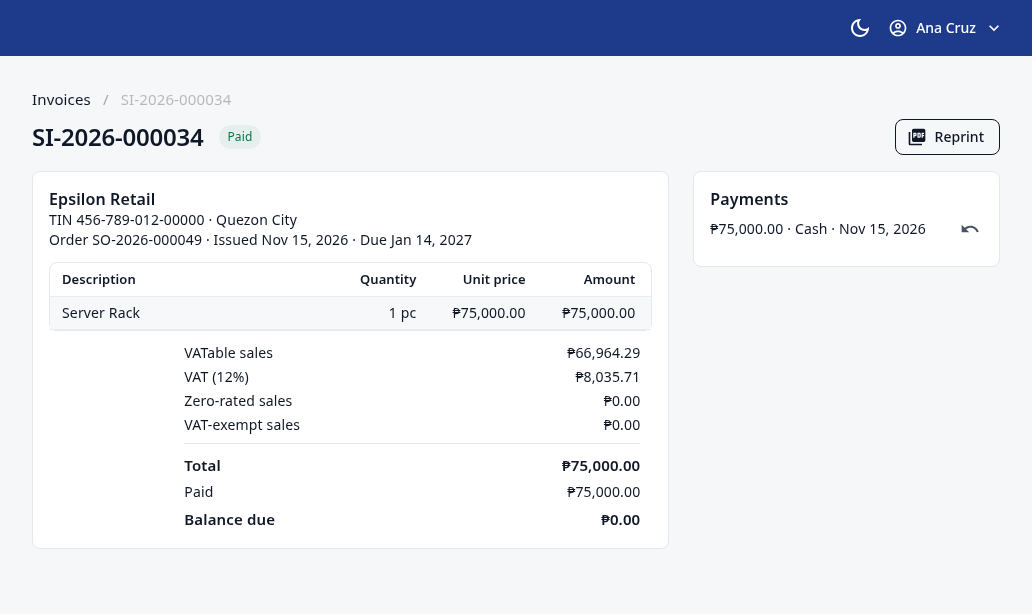 Ana Cruz
Invoices / SI-2026-000034
SI-2026-000034 Paid
PDF Reprint
Epsilon Retail
TIN 456-789-012-00000 · Quezon City
Order SO-2026-000049 · Issued Nov 15, 2026 · Due Jan 14, 2027
Description Quantity Unit price Amount
Server Rack 1 pc ₱75,000.00 ₱75,000.00
VATable sales ₱66,964.29
VAT (12%) ₱8,035.71
Zero-rated sales ₱0.00
VAT-exempt sales ₱0.00
Total ₱75,000.00
Paid ₱75,000.00
Balance due ₱0.00
Payments
₱75,000.00 · Cash · Nov 15, 2026